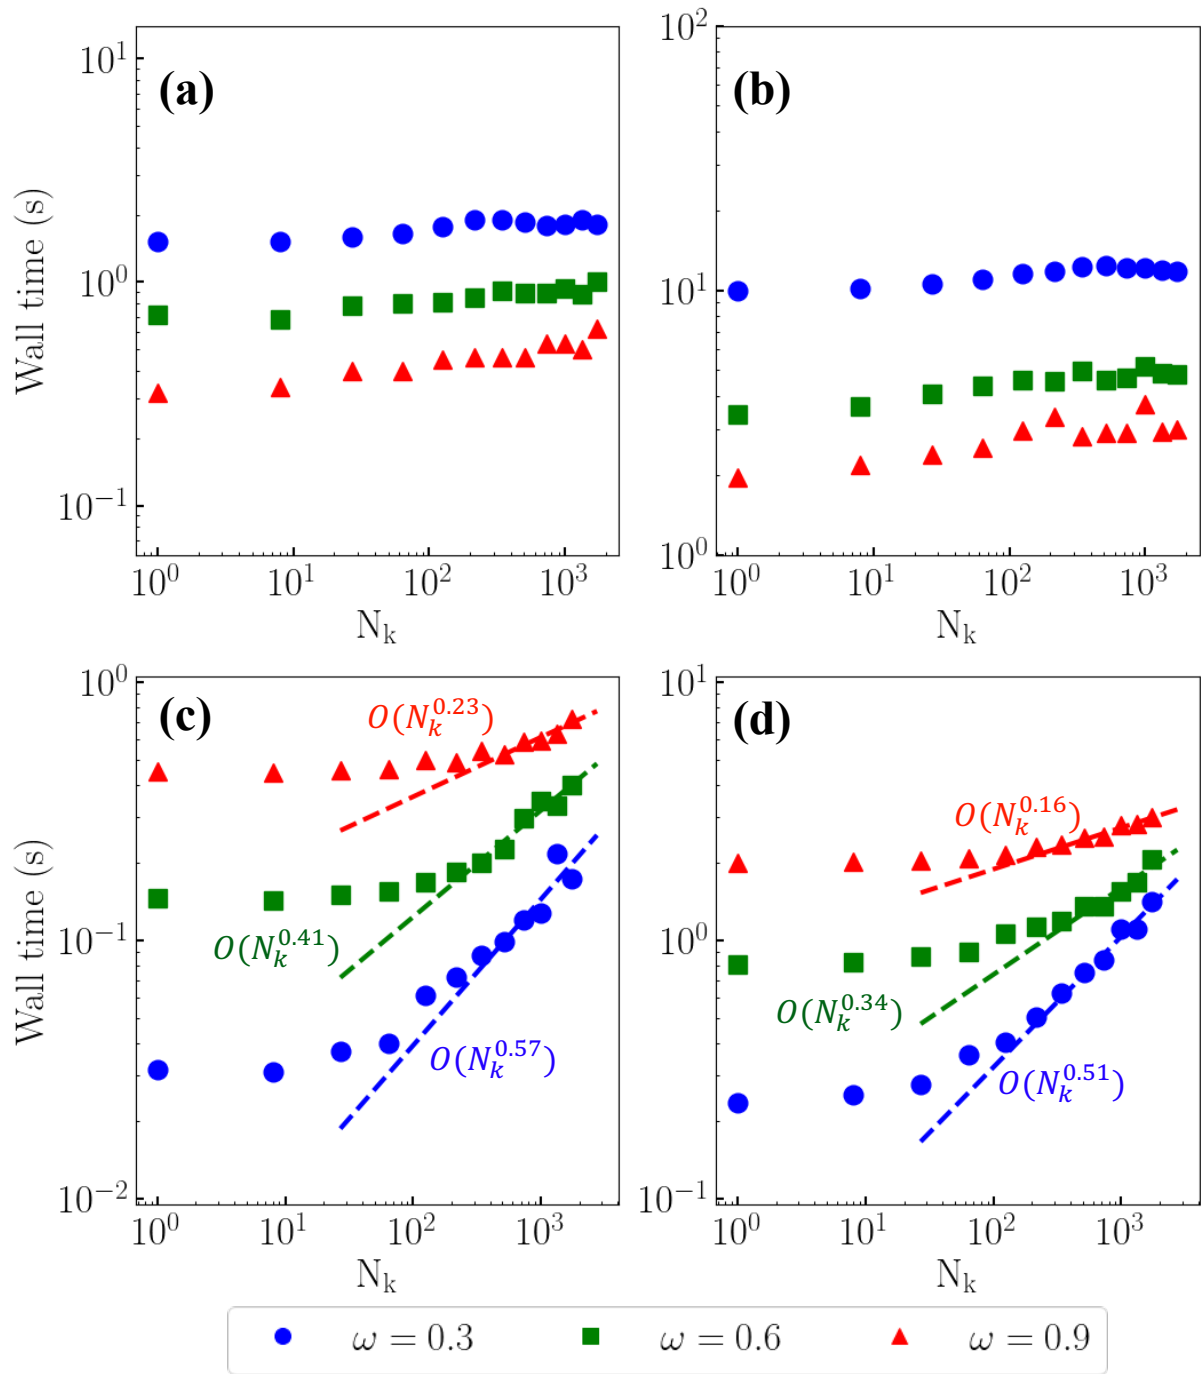 (a)
Wall time (s)
10^1
10^0
10^-1
10^0 10^1 10^2 10^3
N_k
(b)
10^2
10^1
10^0
10^0 10^1 10^2 10^3
N_k
(c)
Wall time (s)
10^0
10^-1
10^-2
O(N_k^0.23)
O(N_k^0.41)
O(N_k^0.57)
10^0 10^1 10^2 10^3
N_k
(d)
10^1
10^0
10^-1
O(N_k^0.16)
O(N_k^0.34)
O(N_k^0.51)
10^0 10^1 10^2 10^3
N_k
ω = 0.3 ω = 0.6 ω = 0.9